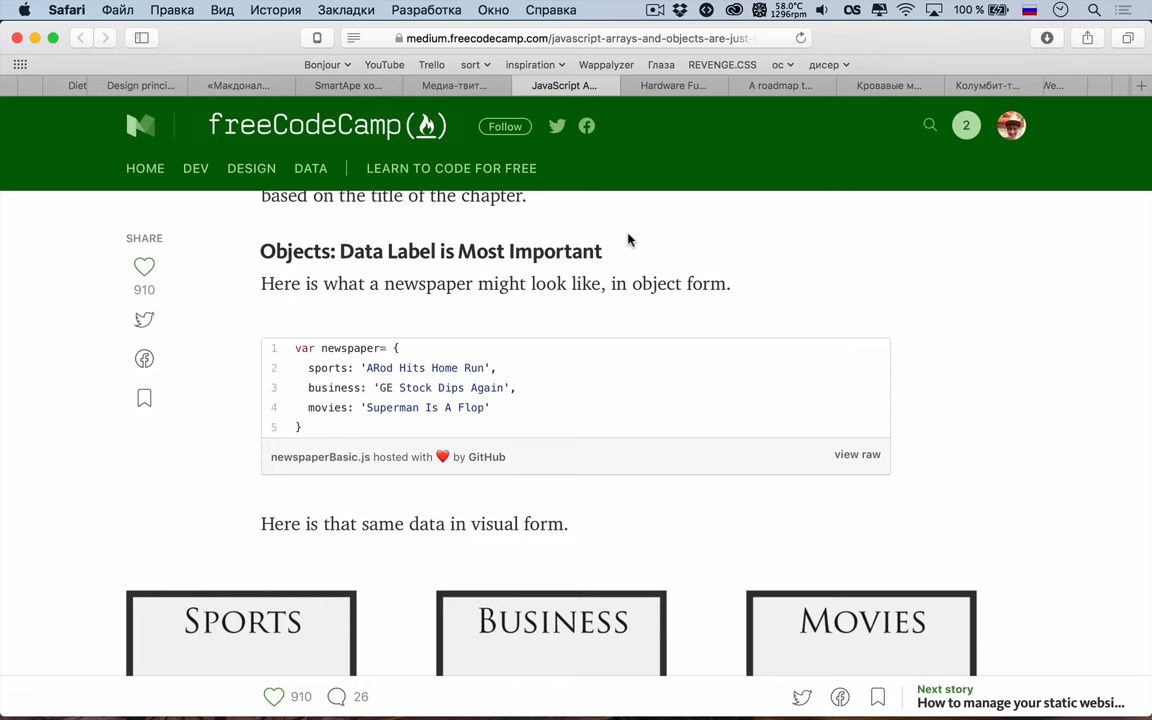 Safari Файл Правка Вид История Закладки Разработка Окно Справка 58.0°C 1296rpm 100 %
medium.freecodecamp.com/javascript-arrays-and-objects-are-just-
Bonjour YouTube Trello sort inspiration Wappalyzer Глаза REVENGE.CSS ос дисер
Diet Design princi... «Макдонал... SmartApe хо... Медиа-твит... JavaScript A... Hardware Fu... A roadmap t... Кровавые м... Колумбит-т... We...
freeCodeCamp Follow 2
HOME DEV DESIGN DATA LEARN TO CODE FOR FREE
based on the title of the chapter.
SHARE
910
Objects: Data Label is Most Important
Here is what a newspaper might look like, in object form.
1 var newspaper= {
2 sports: 'ARod Hits Home Run',
3 business: 'GE Stock Dips Again',
4 movies: 'Superman Is A Flop'
5 }
newspaperBasic.js hosted with ❤ by GitHub view raw
Here is that same data in visual form.
SPORTS BUSINESS MOVIES
910 26
Next story
How to manage your static websi...